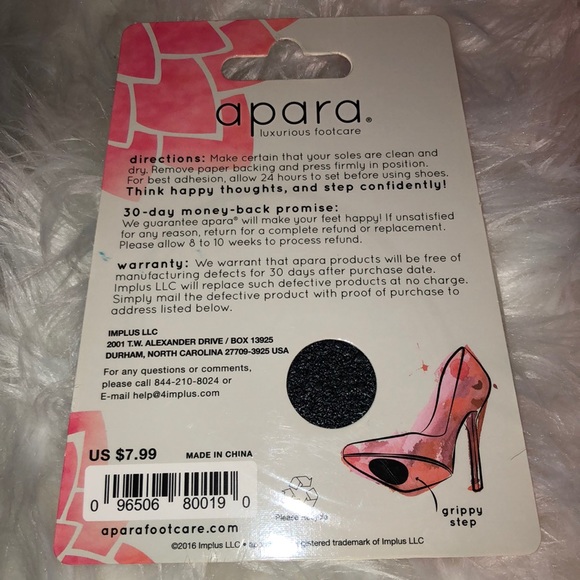 apara®
luxurious footcare
directions: Make certain that your soles are clean and
dry. Remove paper backing and press firmly in position.
For best adhesion, allow 24 hours to set before using shoes.
Think happy thoughts, and step confidently!
30-day money-back promise:
We guarantee apara® will make your feet happy! If unsatisfied
for any reason, return for a complete refund or replacement.
Please allow 8 to 10 weeks to process refund.
warranty: We warrant that apara products will be free of
manufacturing defects for 30 days after purchase date.
Implus LLC will replace such defective products at no charge.
Simply mail the defective product with proof of purchase to
address listed below.
IMPLUS LLC
2001 T.W. ALEXANDER DRIVE / BOX 13925
DURHAM, NORTH CAROLINA 27709-3925 USA
For any questions or comments,
please call 844-210-8024 or
E-mail help@4implus.com.
US $7.99 MADE IN CHINA
0 96506 80019 0
Please Recycle
grippy
step
aparafootcare.com
©2016 Implus LLC • trademark of Implus LLC